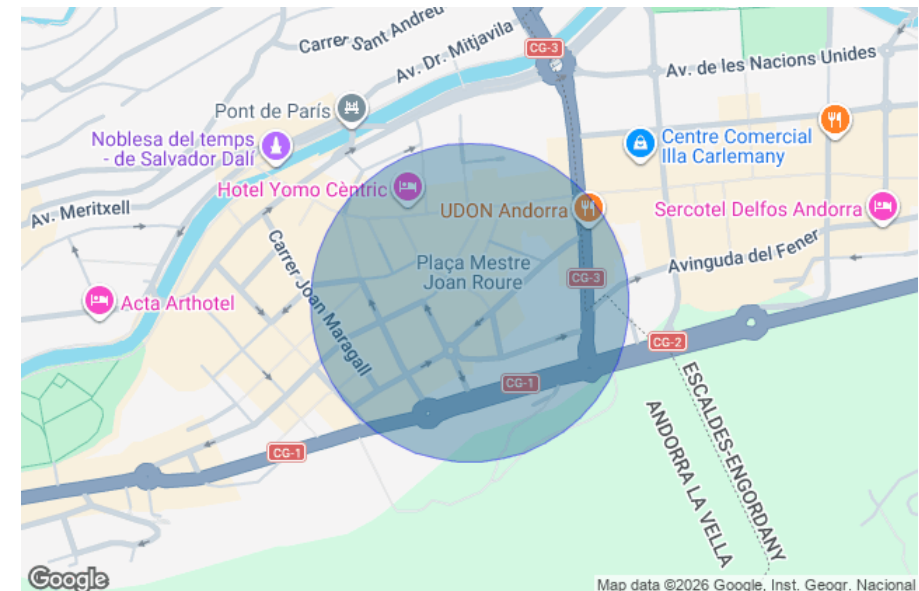 Carrer Sant Andreu
Av. Dr. Mitjavila
CG-3
Av. de les Nacions Unides
Pont de París
Noblesa del temps
- de Salvador Dalí
Centre Comercial
Illa Carlemany
Hotel Yomo Cèntric
Av. Meritxell
UDON Andorra
Sercotel Delfos Andorra
Carrer Joan Maragall
Plaça Mestre
Joan Roure
Avinguda del Fener
CG-3
Acta Arthotel
CG-2
CG-1
CG-1
ESCALDES-ENGORDANY
ANDORRA LA VELLA
Google
Map data ©2026 Google, Inst. Geogr. Nacional